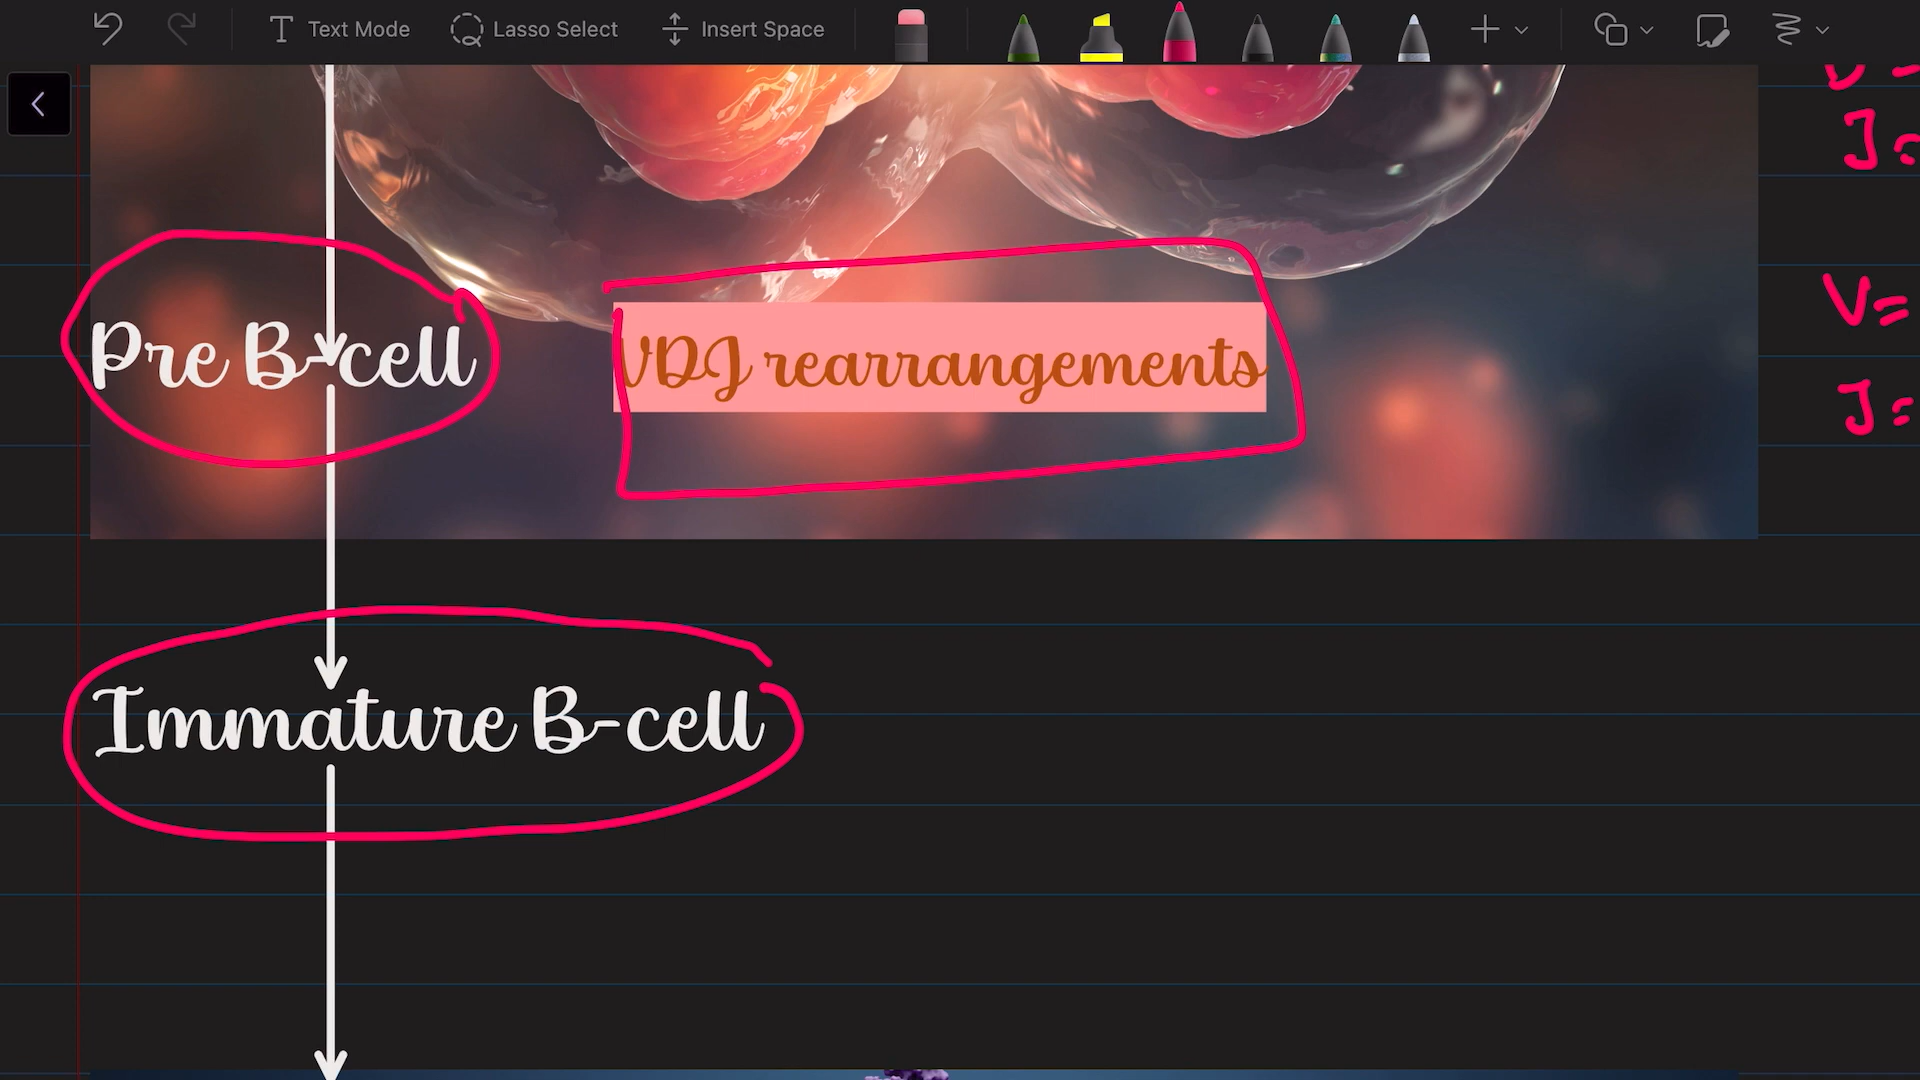 Text Mode Lasso Select Insert Space
J=
Pre B-cell VDJ rearrangements
V=
J=
Immature B-cell